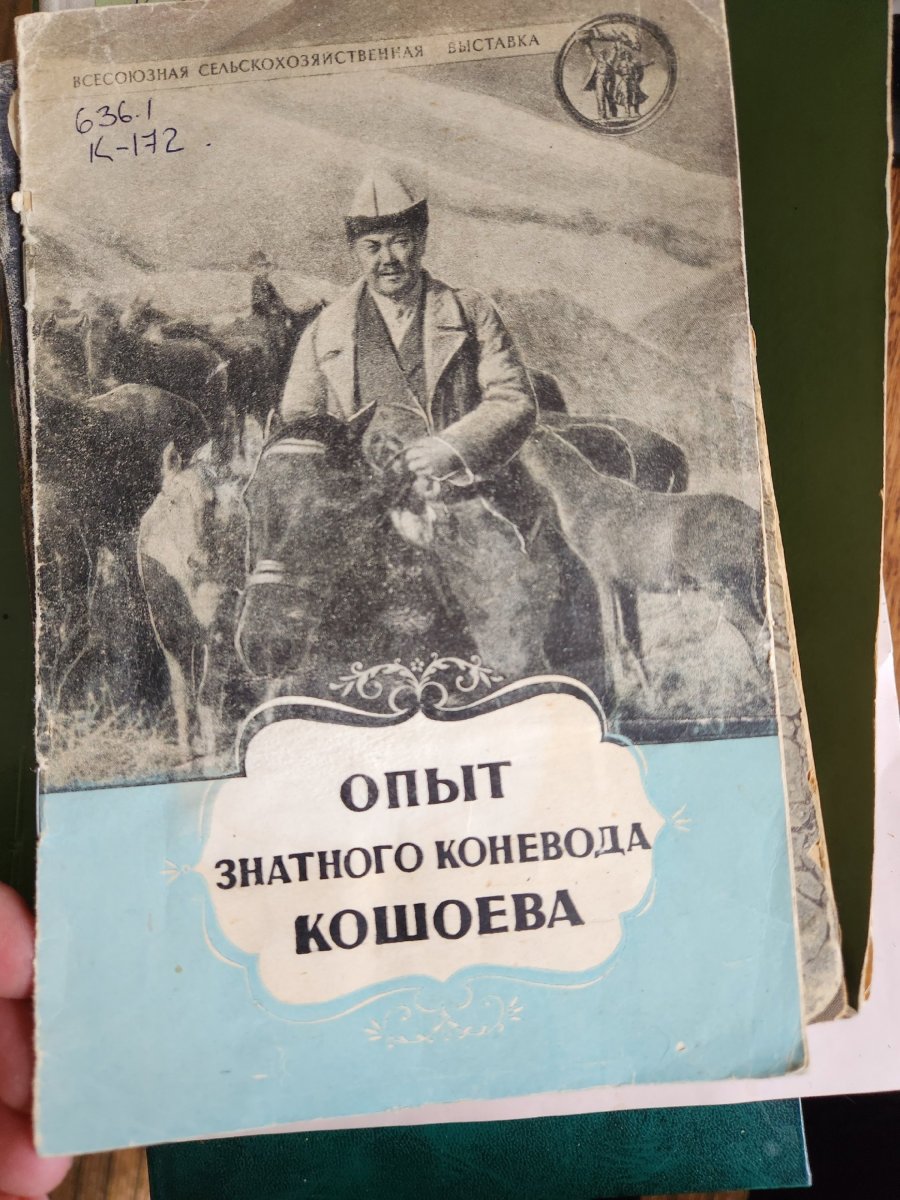 ВСЕСОЮЗНАЯ СЕЛЬСКОХОЗЯЙСТВЕННАЯ ВЫСТАВКА
636.1
К-172.
ОПЫТ
ЗНАТНОГО КОНЕВОДА
КОШОЕВА